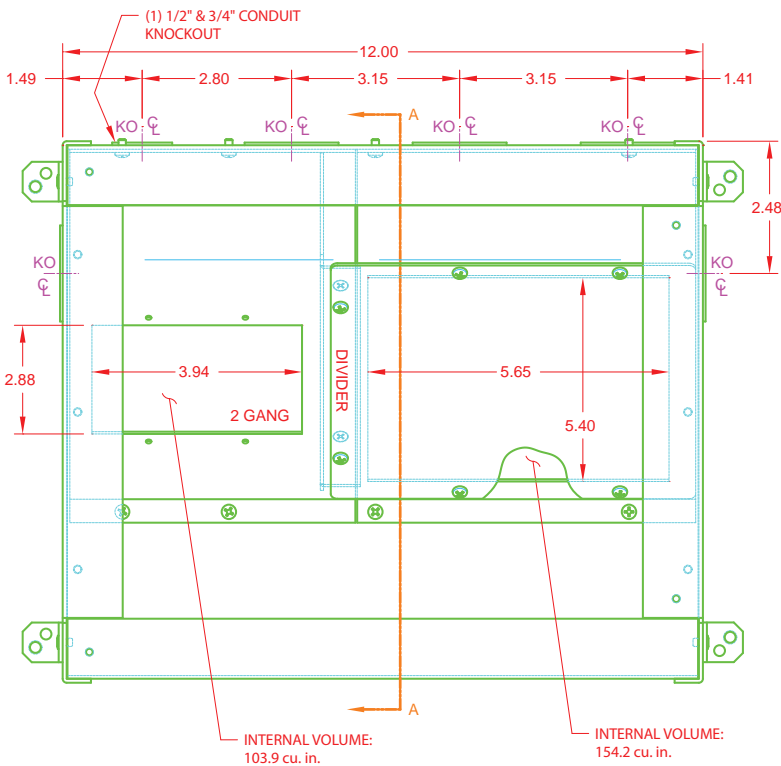 (1) 1/2" & 3/4" CONDUIT
KNOCKOUT
12.00
1.49
2.80
3.15
3.15
1.41
A
KO ℄
KO ℄
KO ℄
KO ℄
2.48
KO
℄
KO
℄
2.88
3.94
2 GANG
DIVIDER
5.65
5.40
A
INTERNAL VOLUME:
103.9 cu. in.
INTERNAL VOLUME:
154.2 cu. in.